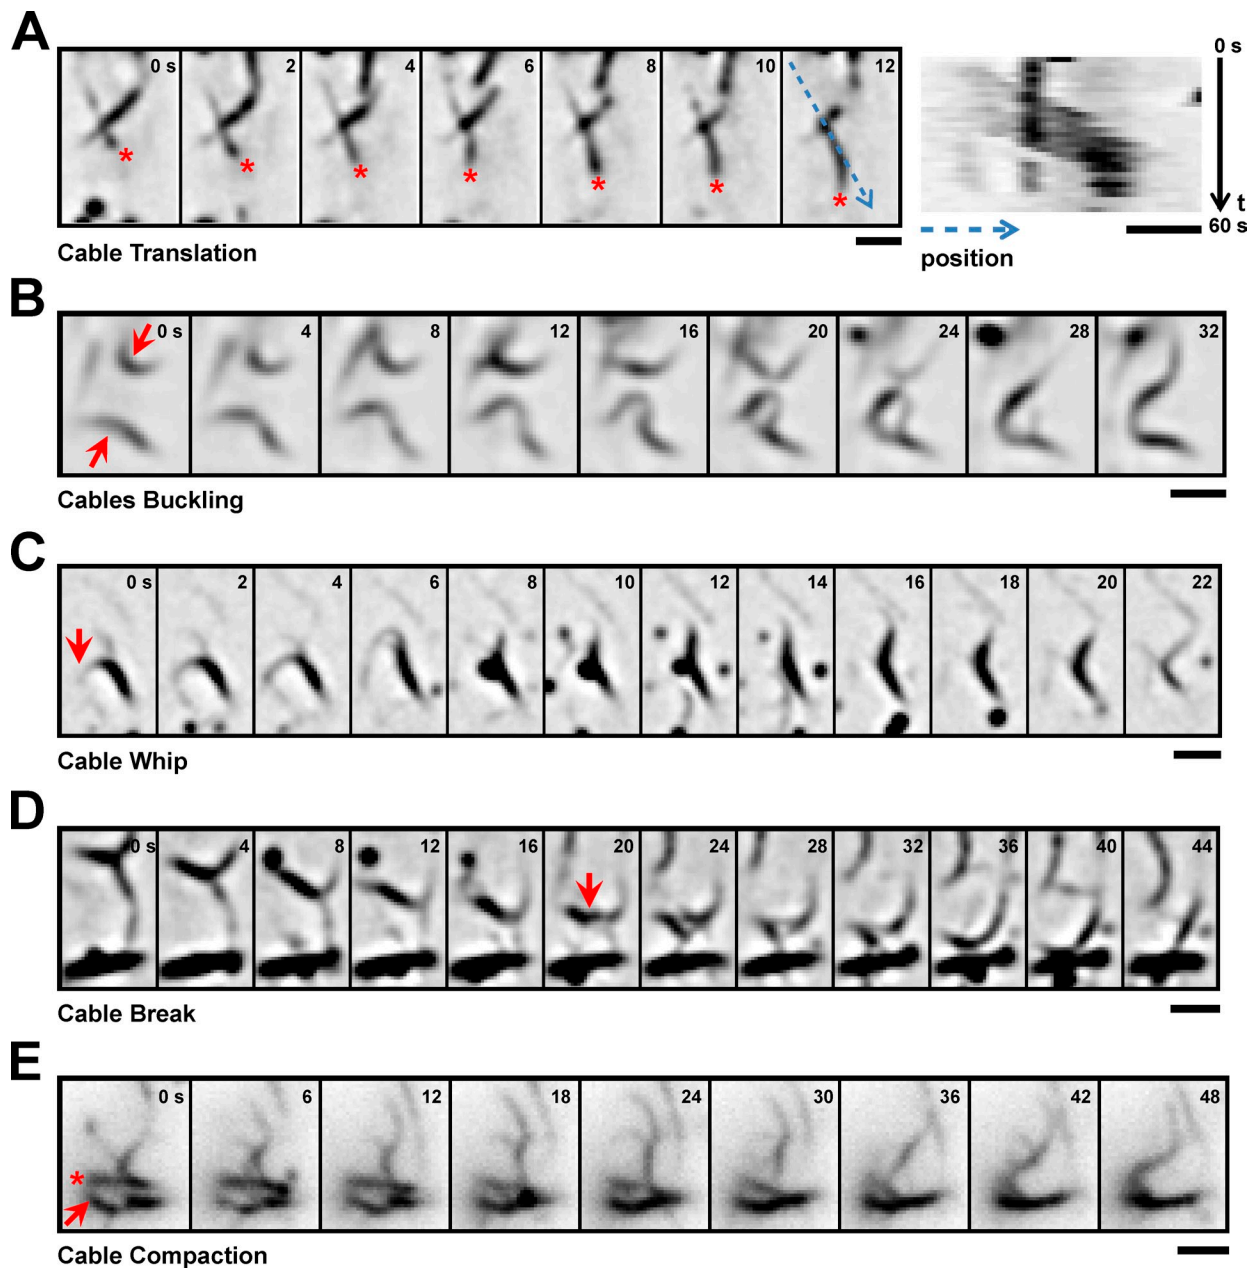 A
0 s 2 4 6 8 10 12
* * * * * * *
Cable Translation
0 s
t
60 s
position
B
0 s 4 8 12 16 20 24 28 32
Cables Buckling
C
0 s 2 4 6 8 10 12 14 16 18 20 22
Cable Whip
D
0 s 4 8 12 16 20 24 28 32 36 40 44
Cable Break
E
0 s 6 12 18 24 30 36 42 48
*
Cable Compaction